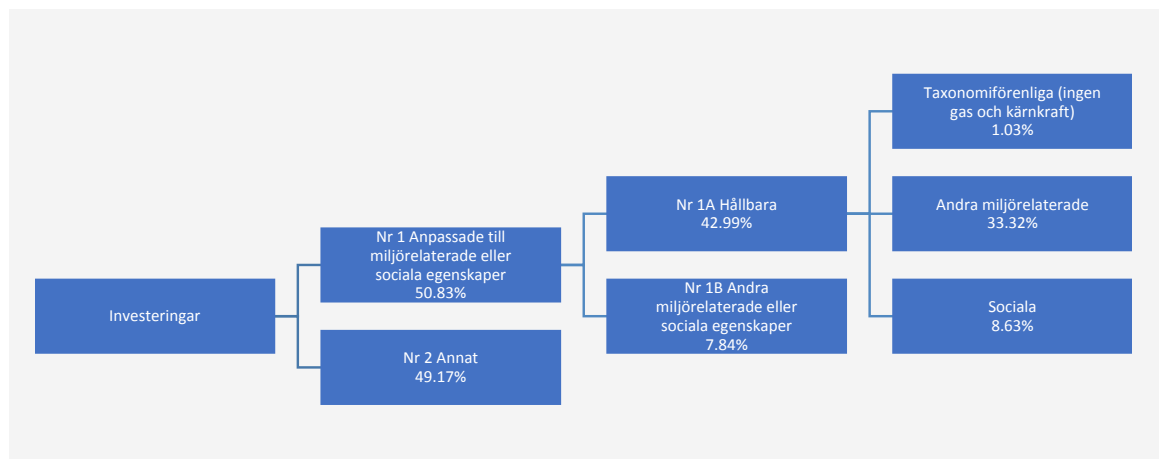 Investeringar
Nr 1 Anpassade till
miljörelaterade eller
sociala egenskaper
50.83%
Nr 2 Annat
49.17%
Nr 1A Hållbara
42.99%
Nr 1B Andra
miljörelaterade eller
sociala egenskaper
7.84%
Taxonomiförenliga (ingen
gas och kärnkraft)
1.03%
Andra miljörelaterade
33.32%
Sociala
8.63%